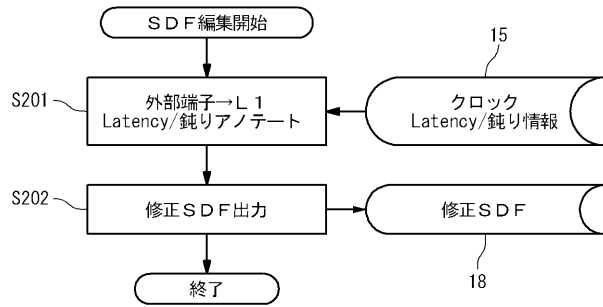 ＳＤＦ編集開始
15
S201
外部端子→Ｌ１
Latency/鈍りアノテート
クロック
Latency/鈍り情報
S202
修正ＳＤＦ出力
修正ＳＤＦ
18
終了